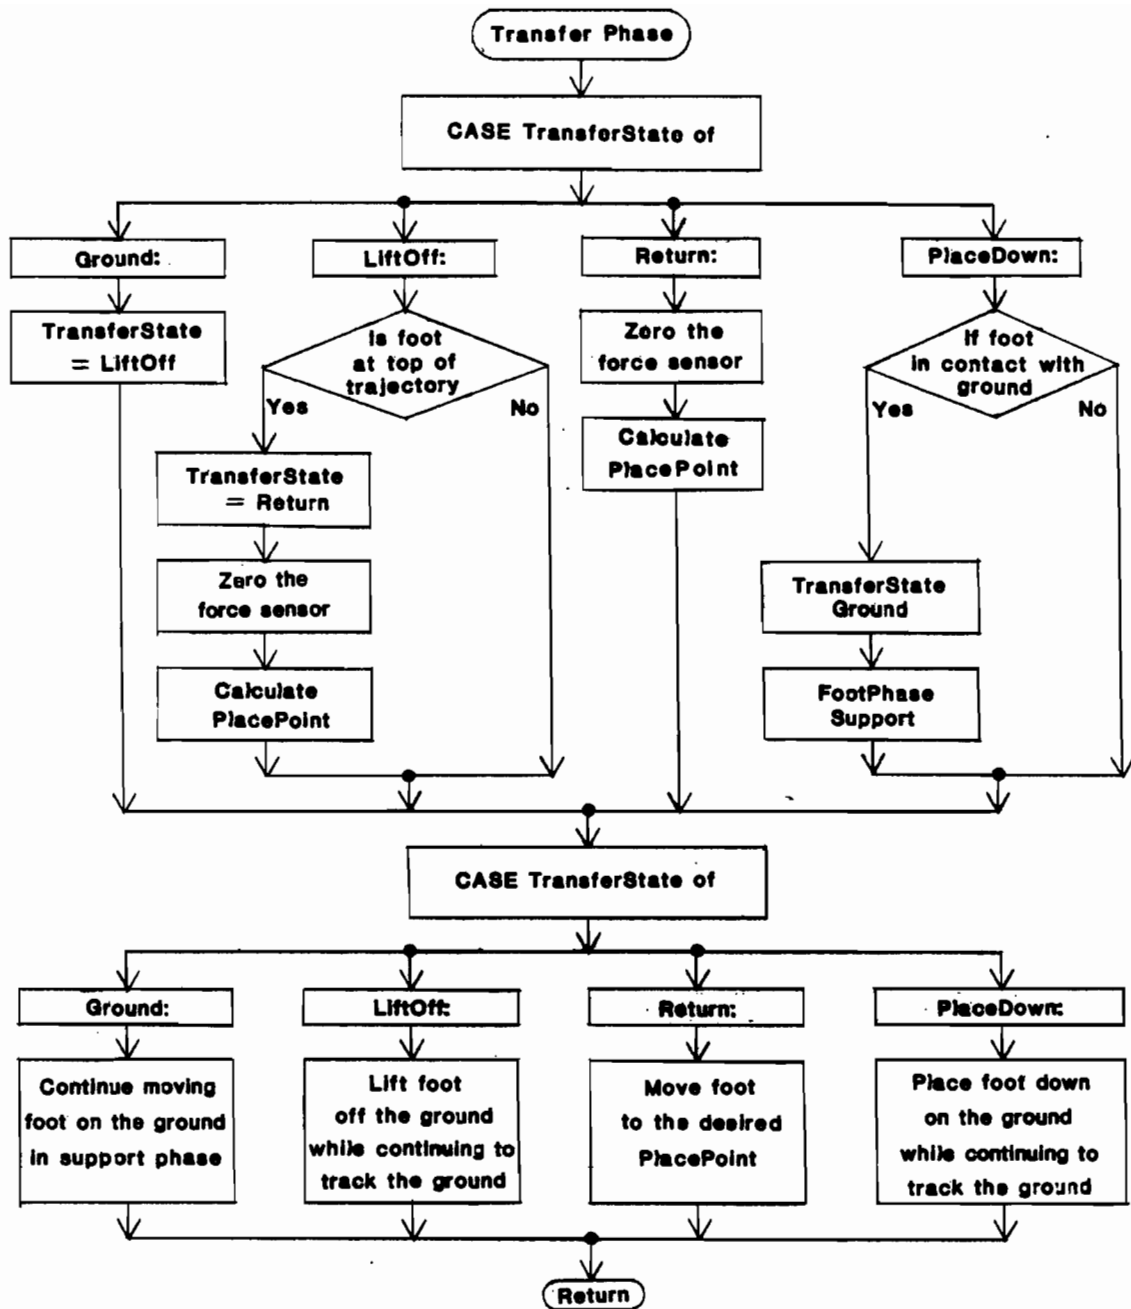 Transfer Phase
CASE TransferState of
Ground:
LiftOff:
Return:
PlaceDown:
TransferState
= LiftOff
Is foot
at top of
trajectory
Yes
No
TransferState
= Return
Zero the
force sensor
Calculate
PlacePoint
Zero the
force sensor
Calculate
PlacePoint
If foot
in contact with
ground
Yes
No
TransferState
Ground
FootPhase
Support
CASE TransferState of
Ground:
LiftOff:
Return:
PlaceDown:
Continue moving
foot on the ground
in support phase
Lift foot
off the ground
while continuing to
track the ground
Move foot
to the desired
PlacePoint
Place foot down
on the ground
while continuing to
track the ground
Return